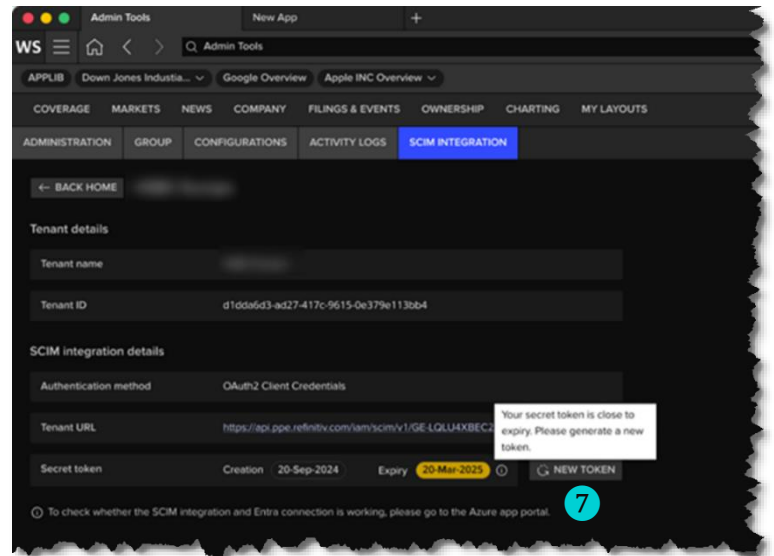 Admin Tools New App +
WS Admin Tools
APPLIB Down Jones Industia... Google Overview Apple INC Overview
COVERAGE MARKETS NEWS COMPANY FILINGS & EVENTS OWNERSHIP CHARTING MY LAYOUTS
ADMINISTRATION GROUP CONFIGURATIONS ACTIVITY LOGS SCIM INTEGRATION
← BACK HOME
Tenant details
Tenant name
Tenant ID d1dda6d3-ad27-417c-9615-0e379e113bb4
SCIM integration details
Authentication method OAuth2 Client Credentials
Your secret token is close to
expiry. Please generate a new
token.
Tenant URL https://api.ppe.refinitiv.com/iam/scim/v1/GE-LQLU4XBEC2
Secret token Creation 20-Sep-2024 Expiry 20-Mar-2025 NEW TOKEN
To check whether the SCIM integration and Entra connection is working, please go to the Azure app portal.
7